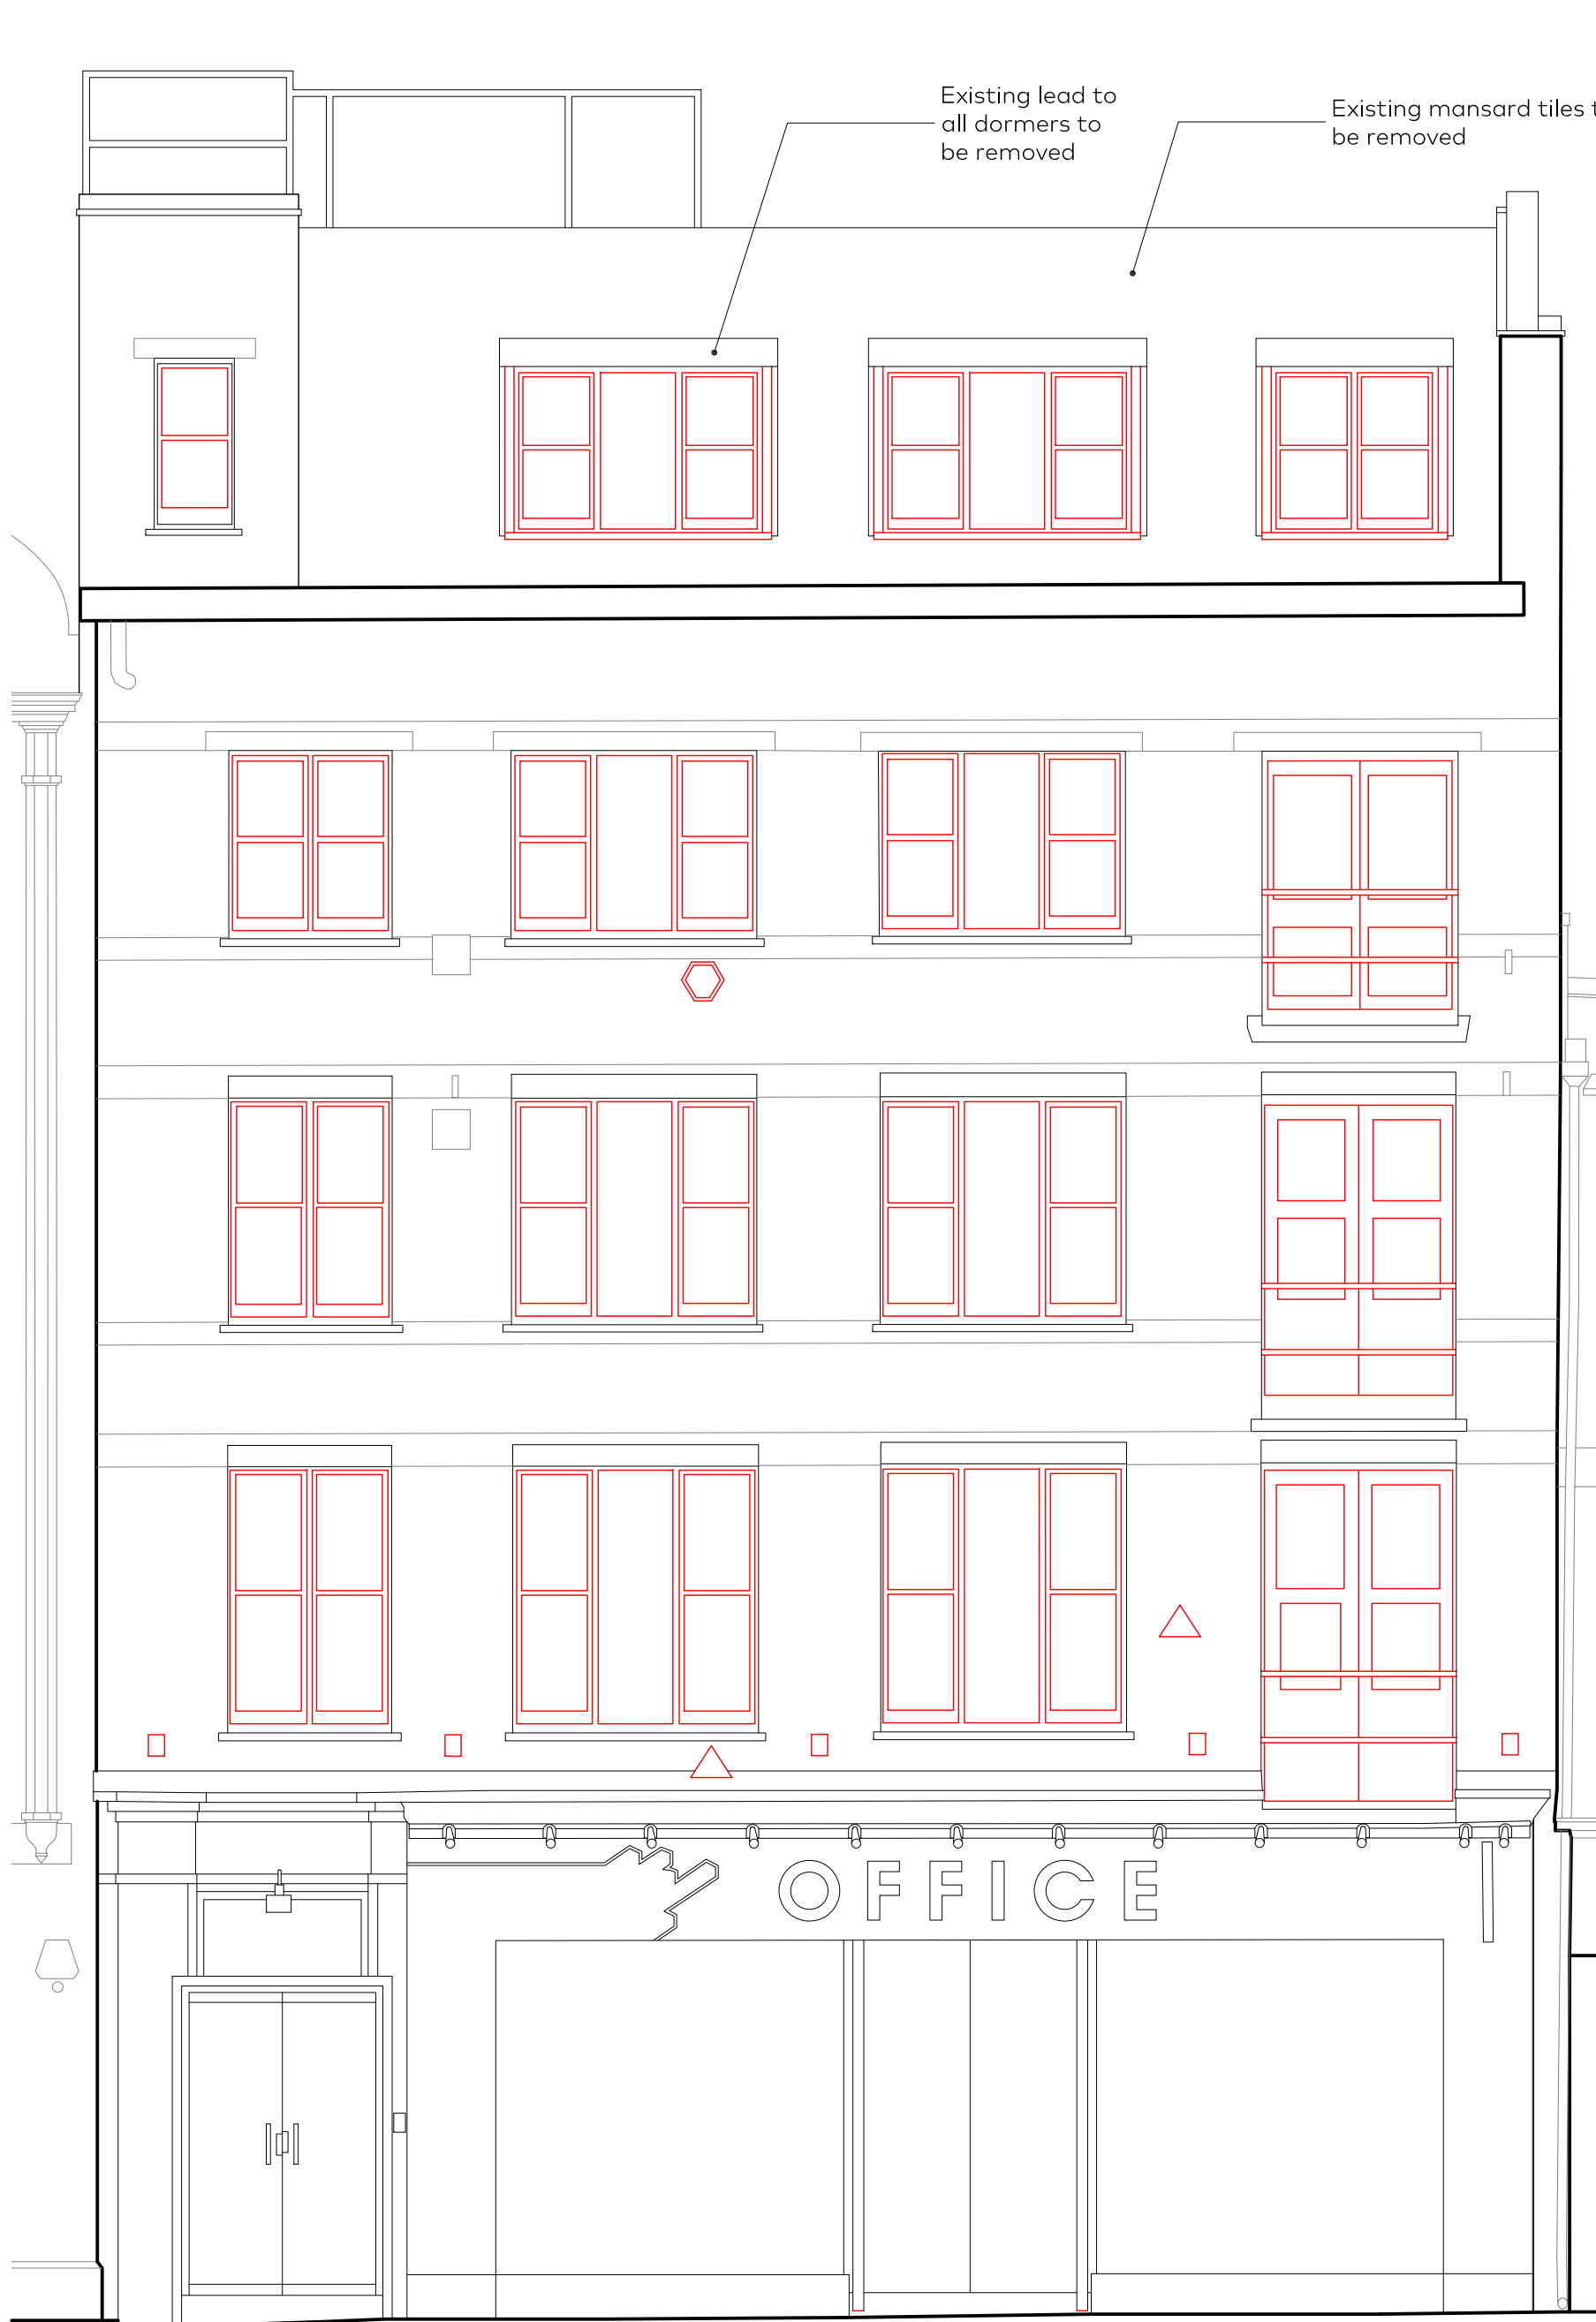 Existing lead to
all dormers to
be removed
Existing mansard tiles
be removed
OFFICE